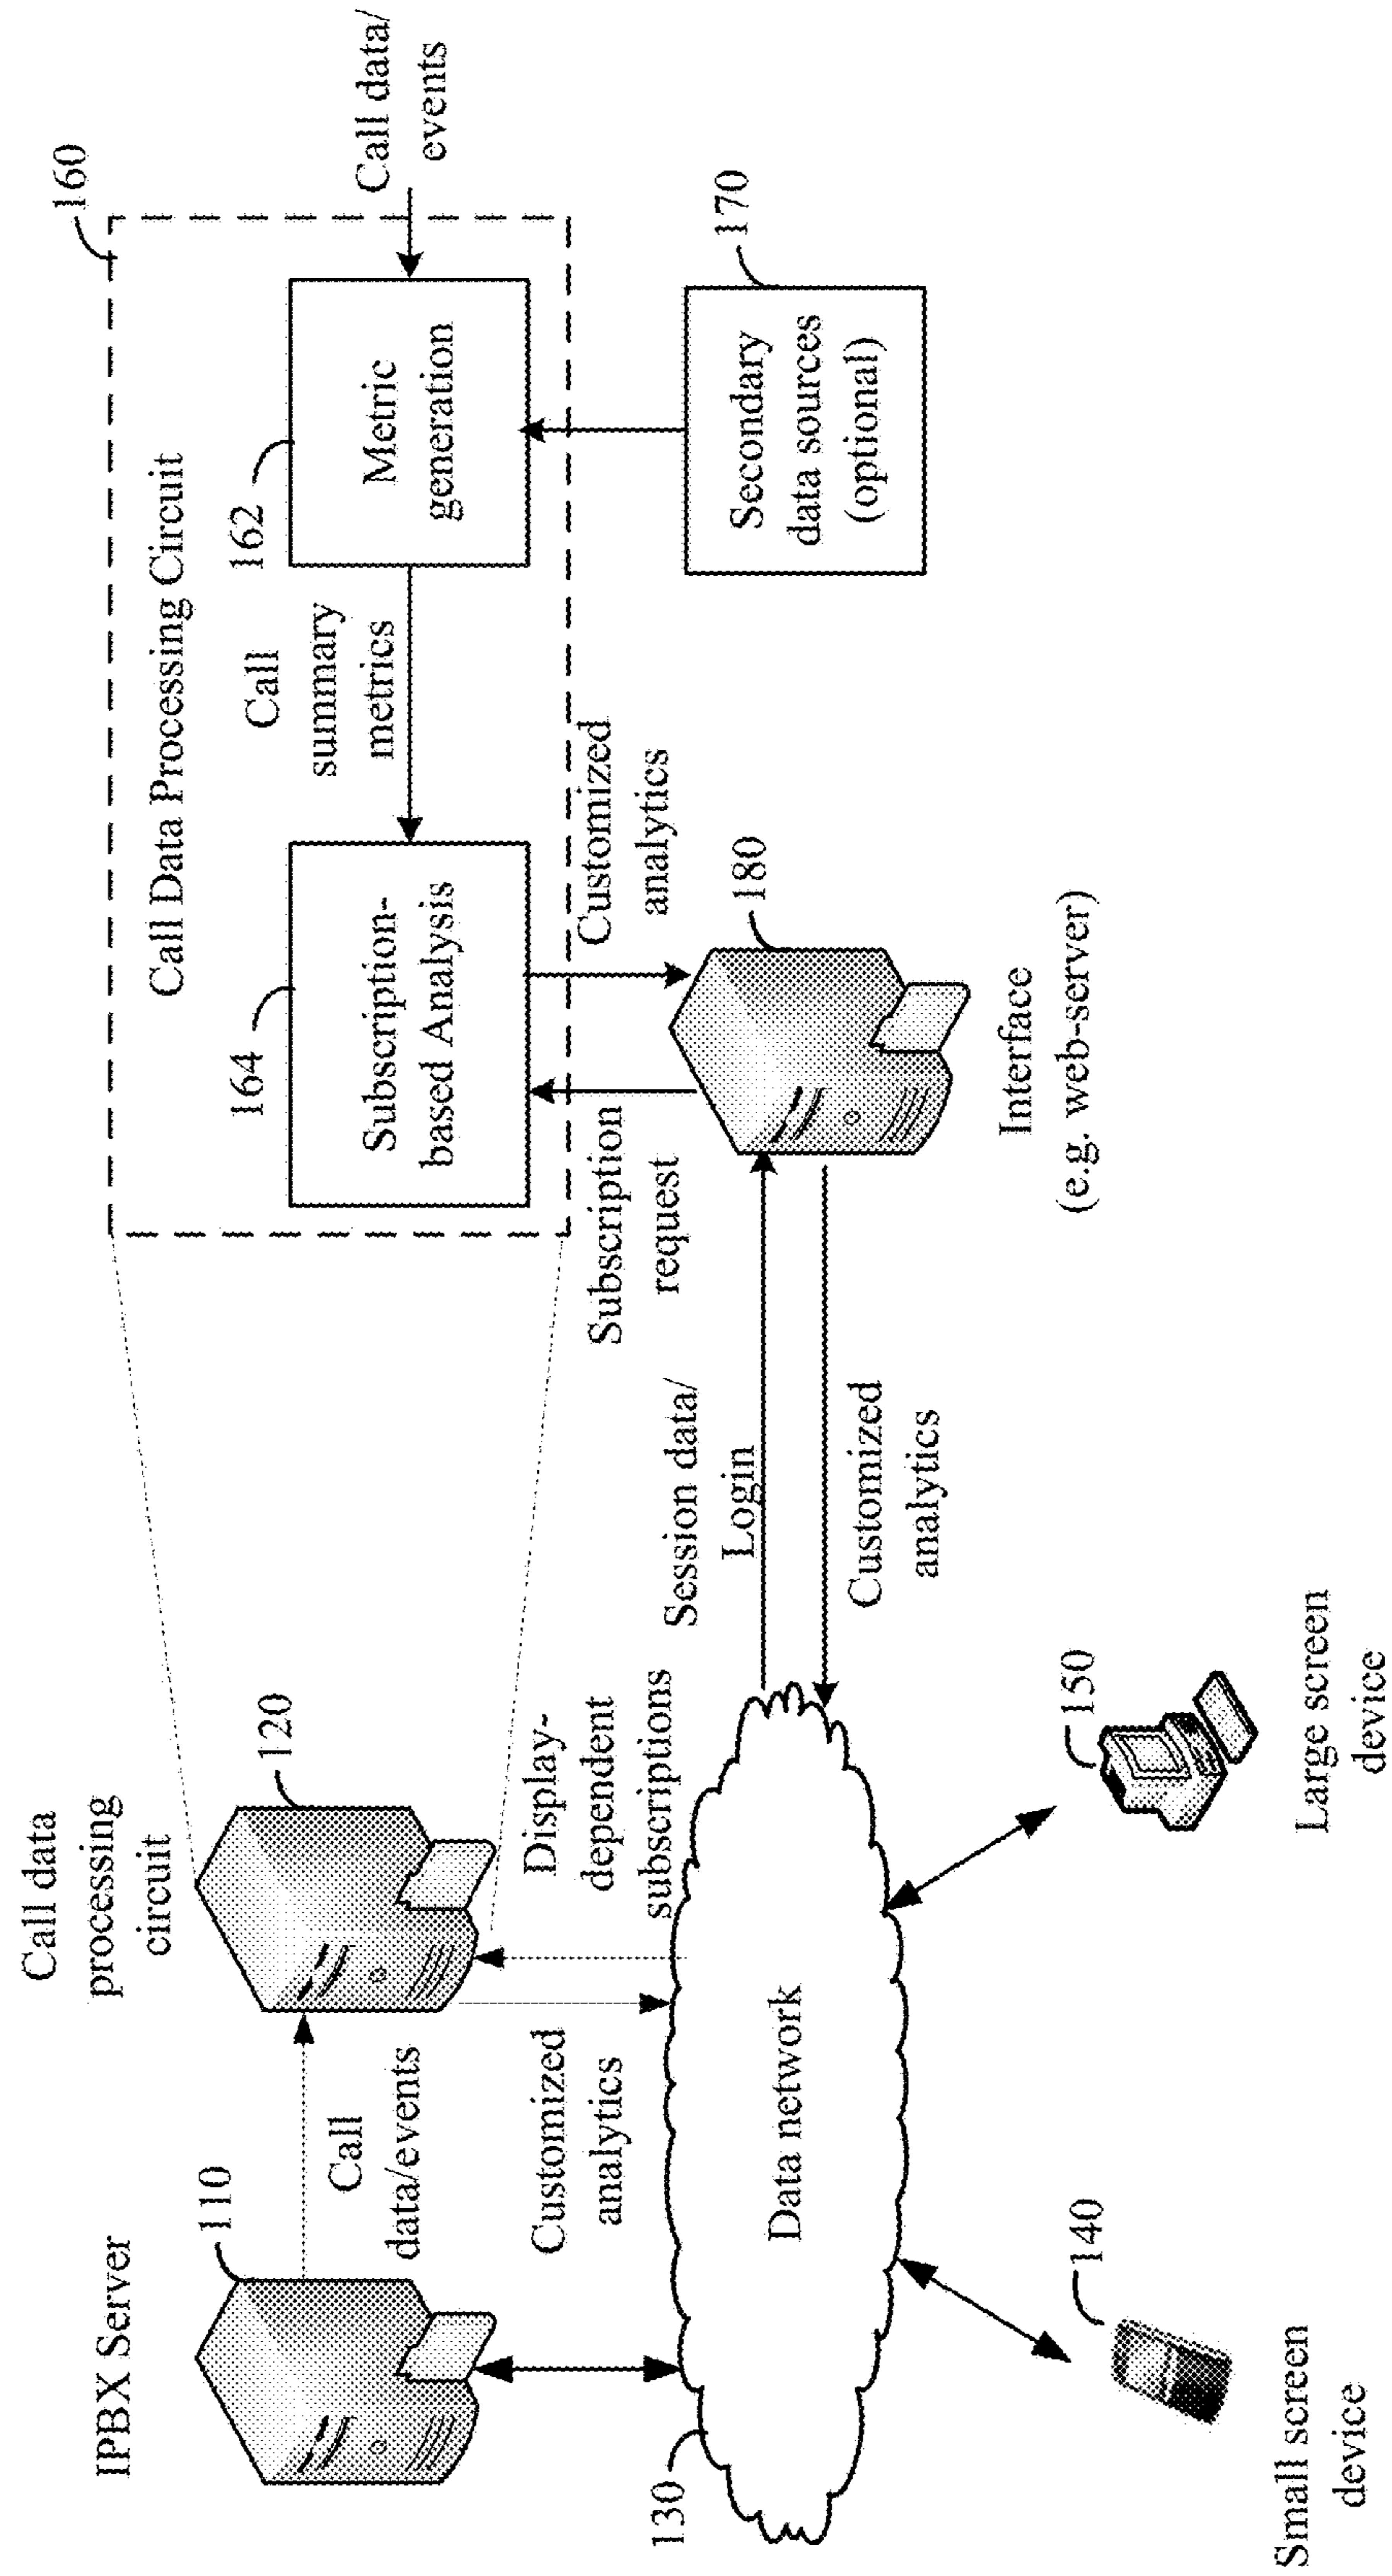 IPBX Server
110
Call
data/events
Call data
processing
circuit
120
Customized
analytics
Display-
dependent
subscriptions
130
Data network
140
Small screen
device
150
Large screen
device
Session data/
Login
Customized
analytics
160
Call Data Processing Circuit
164
Subscription-
based Analysis
Call
summary
metrics
162
Metric
generation
Call data/
events
Subscription
request
Customized
analytics
180
Interface
(e.g. web-server)
170
Secondary
data sources
(optional)